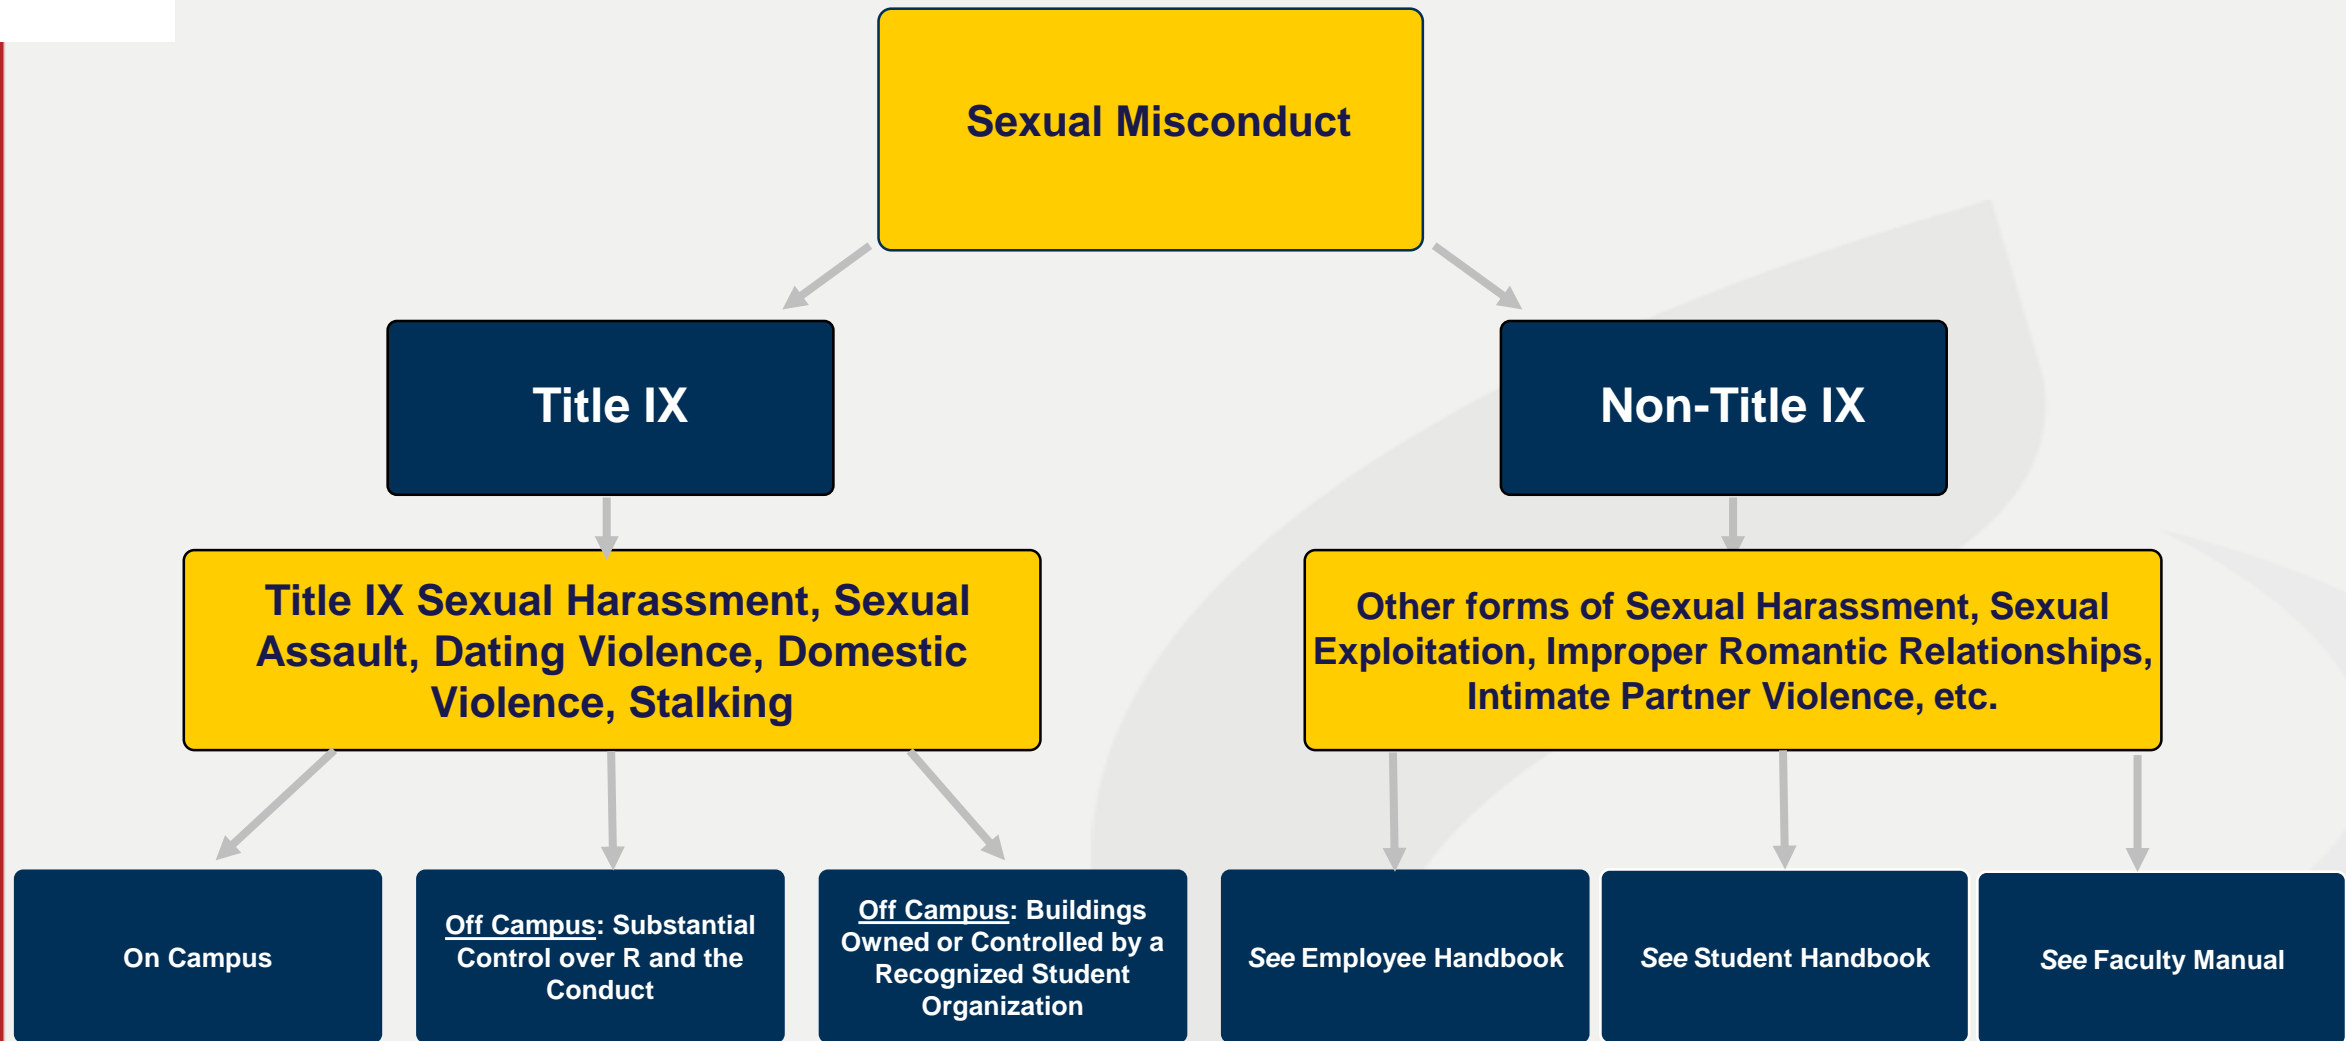 Sexual Misconduct
Title IX
Non-Title IX
Title IX Sexual Harassment, Sexual
Assault, Dating Violence, Domestic
Violence, Stalking
Other forms of Sexual Harassment, Sexual
Exploitation, Improper Romantic Relationships,
Intimate Partner Violence, etc.
On Campus
Off Campus: Substantial
Control over R and the
Conduct
Off Campus: Buildings
Owned or Controlled by a
Recognized Student
Organization
See Employee Handbook
See Student Handbook
See Faculty Manual